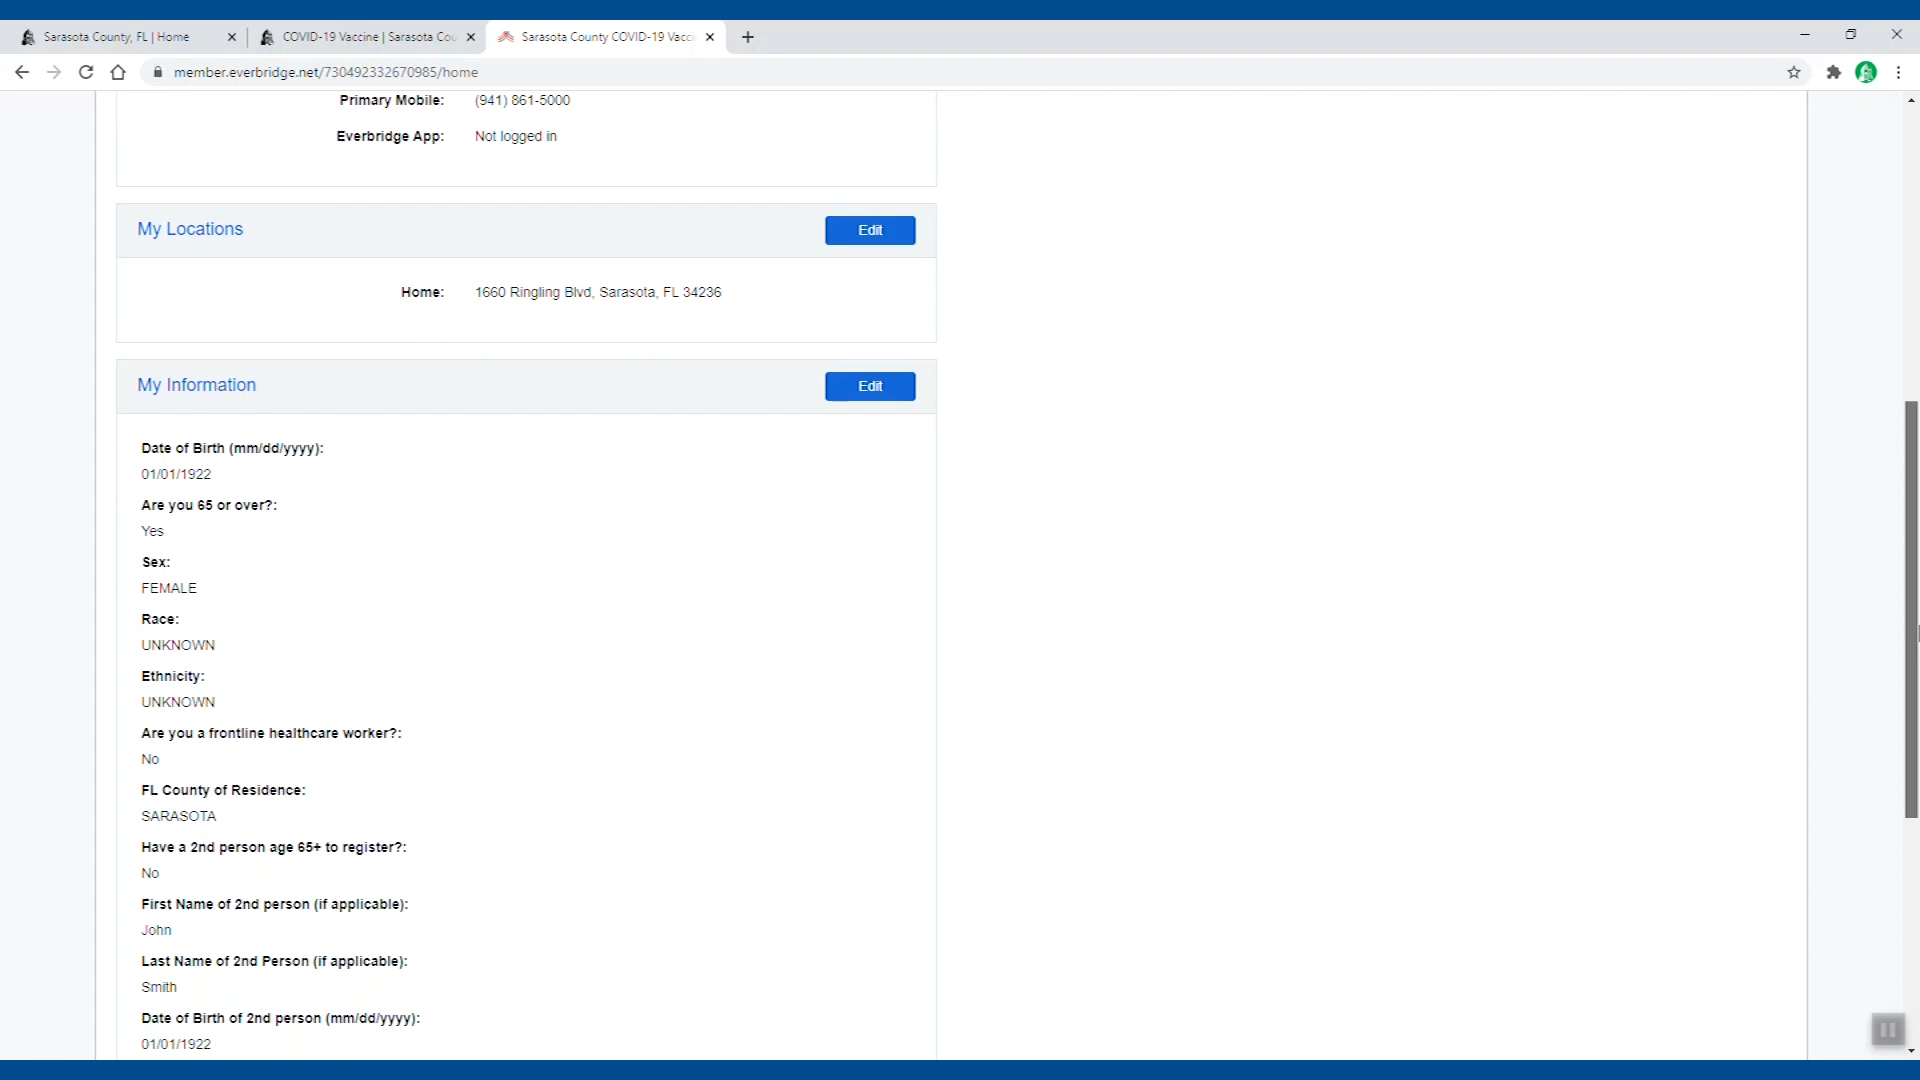 Sarasota County, FL | Home
COVID-19 Vaccine | Sarasota Cou
Sarasota County COVID-19 Vacci
member.everbridge.net/730492332670985/home
Primary Mobile: (941) 861-5000
Everbridge App: Not logged in
My Locations
Edit
Home: 1660 Ringling Blvd, Sarasota, FL 34236
My Information
Edit
Date of Birth (mm/dd/yyyy):
01/01/1922
Are you 65 or over?:
Yes
Sex:
FEMALE
Race:
UNKNOWN
Ethnicity:
UNKNOWN
Are you a frontline healthcare worker?:
No
FL County of Residence:
SARASOTA
Have a 2nd person age 65+ to register?:
No
First Name of 2nd person (if applicable):
John
Last Name of 2nd Person (if applicable):
Smith
Date of Birth of 2nd person (mm/dd/yyyy):
01/01/1922